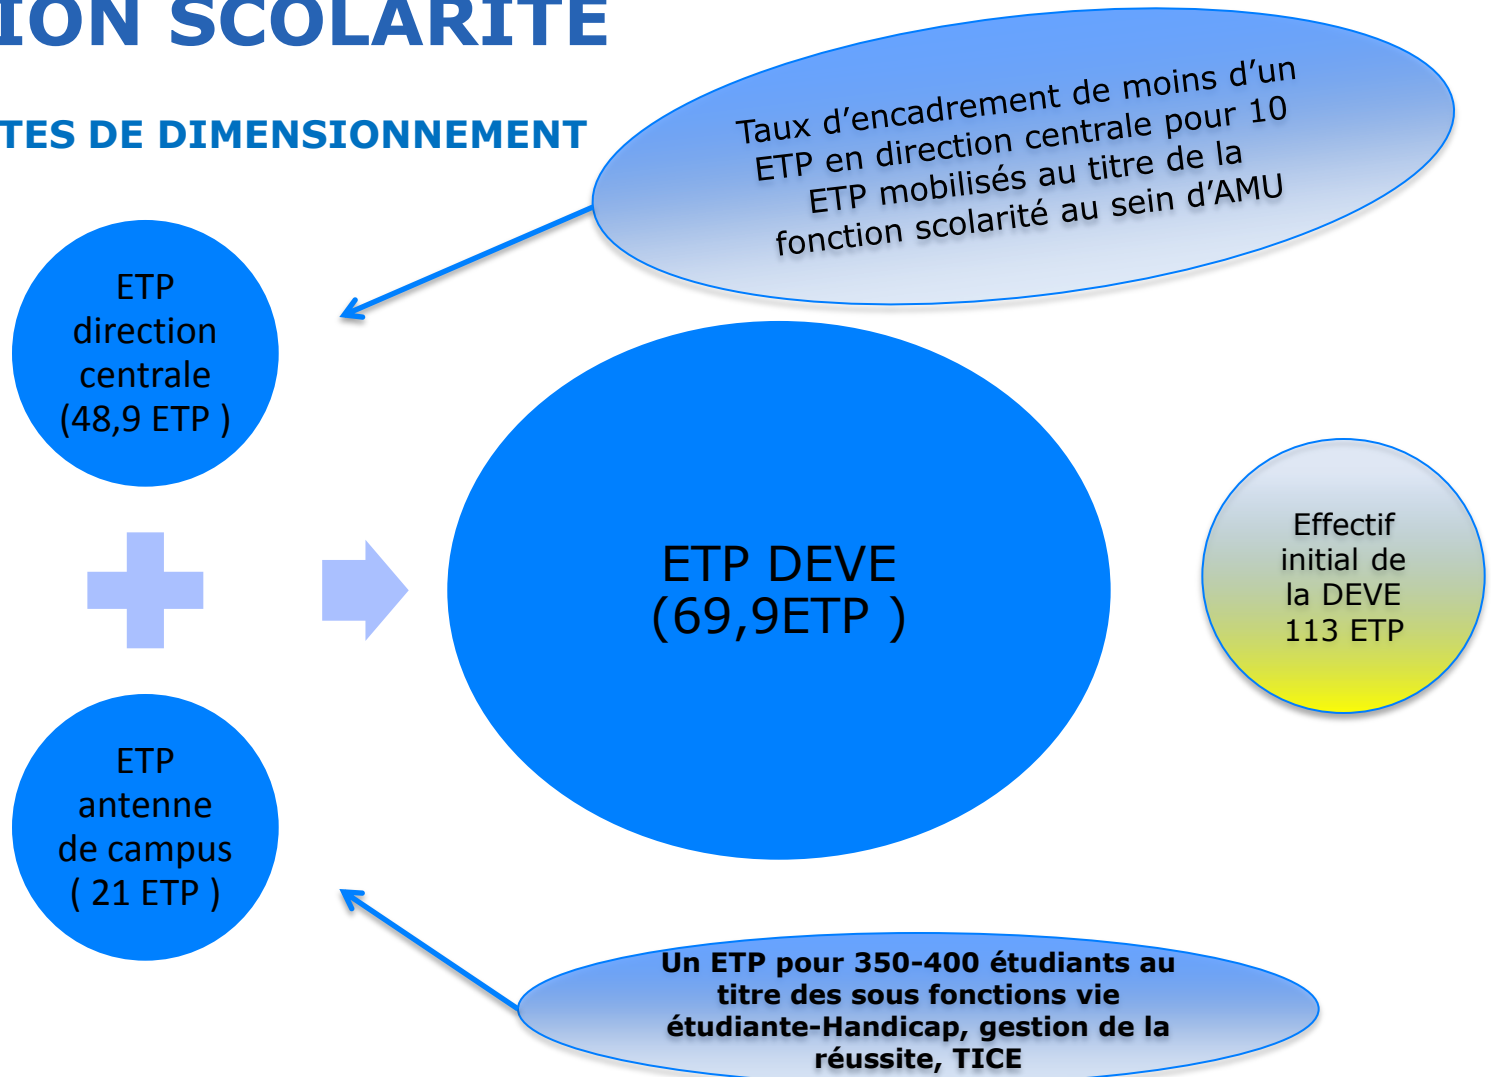 ION SCOLARITE
TES DE DIMENSIONNEMENT
Taux d’encadrement de moins d’un
ETP en direction centrale pour 10
ETP mobilisés au titre de la
fonction scolarité au sein d’AMU
ETP
direction
centrale
(48,9 ETP )
ETP DEVE
(69,9ETP )
Effectif
initial de
la DEVE
113 ETP
ETP
antenne
de campus
( 21 ETP )
Un ETP pour 350-400 étudiants au
titre des sous fonctions vie
étudiante-Handicap, gestion de la
réussite, TICE